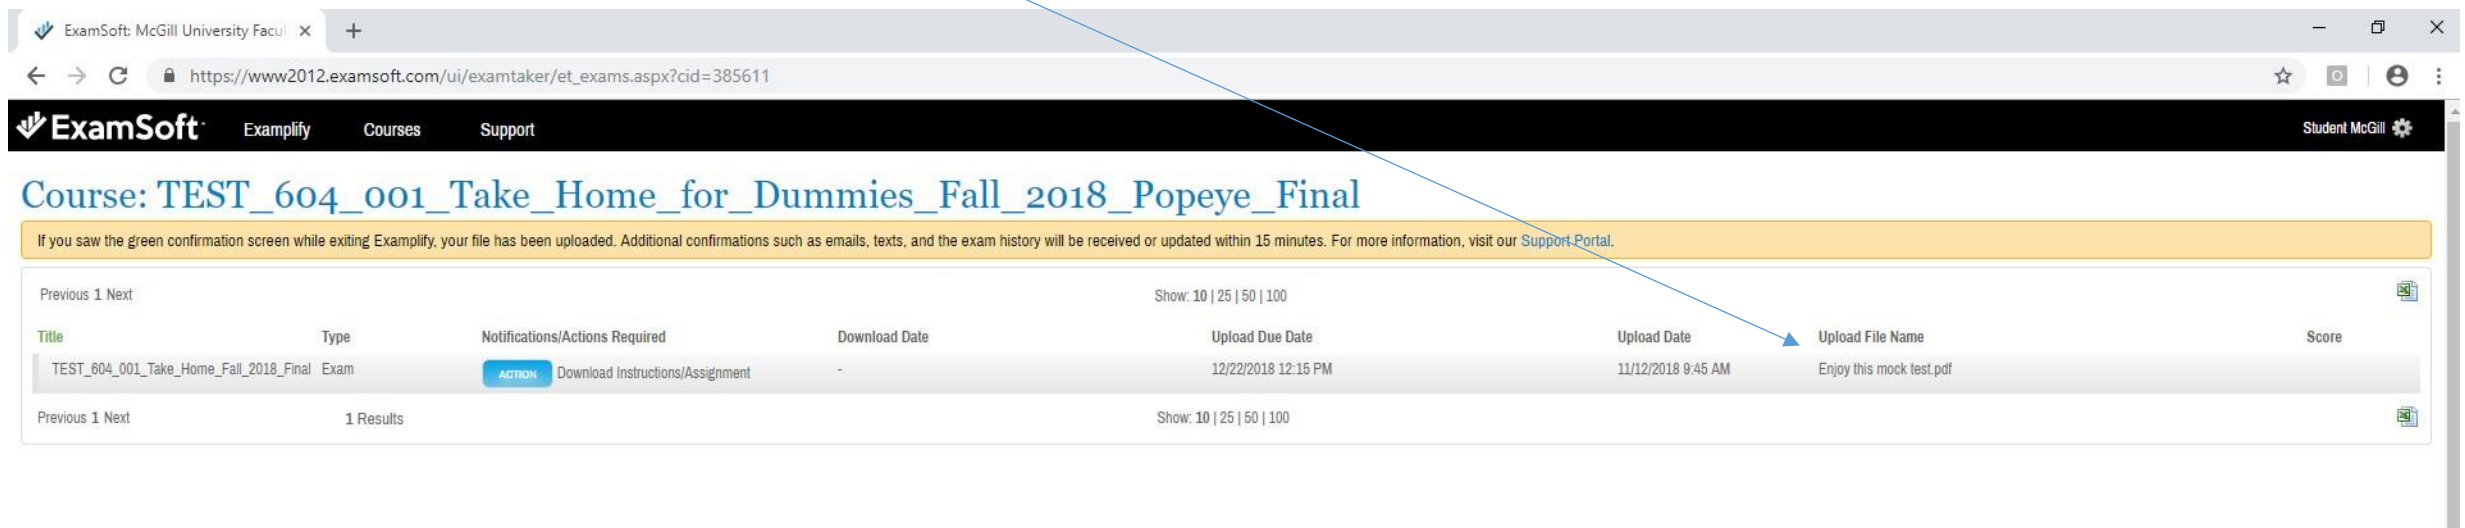 ExamSoft: McGill University Facul
https://www2012.examsoft.com/ui/examtaker/et_exams.aspx?cid=385611
ExamSoft Examplify Courses Support Student McGill
Course: TEST_604_001_Take_Home_for_Dummies_Fall_2018_Popeye_Final
If you saw the green confirmation screen while exiting Examplify, your file has been uploaded. Additional confirmations such as emails, texts, and the exam history will be received or updated within 15 minutes. For more information, visit our Support Portal.
Previous 1 Next Show: 10 | 25 | 50 | 100
Title Type Notifications/Actions Required Download Date Upload Due Date Upload Date Upload File Name Score
TEST_604_001_Take_Home_Fall_2018_Final Exam ACTION Download Instructions/Assignment - 12/22/2018 12:15 PM 11/12/2018 9:45 AM Enjoy this mock test.pdf
Previous 1 Next 1 Results Show: 10 | 25 | 50 | 100